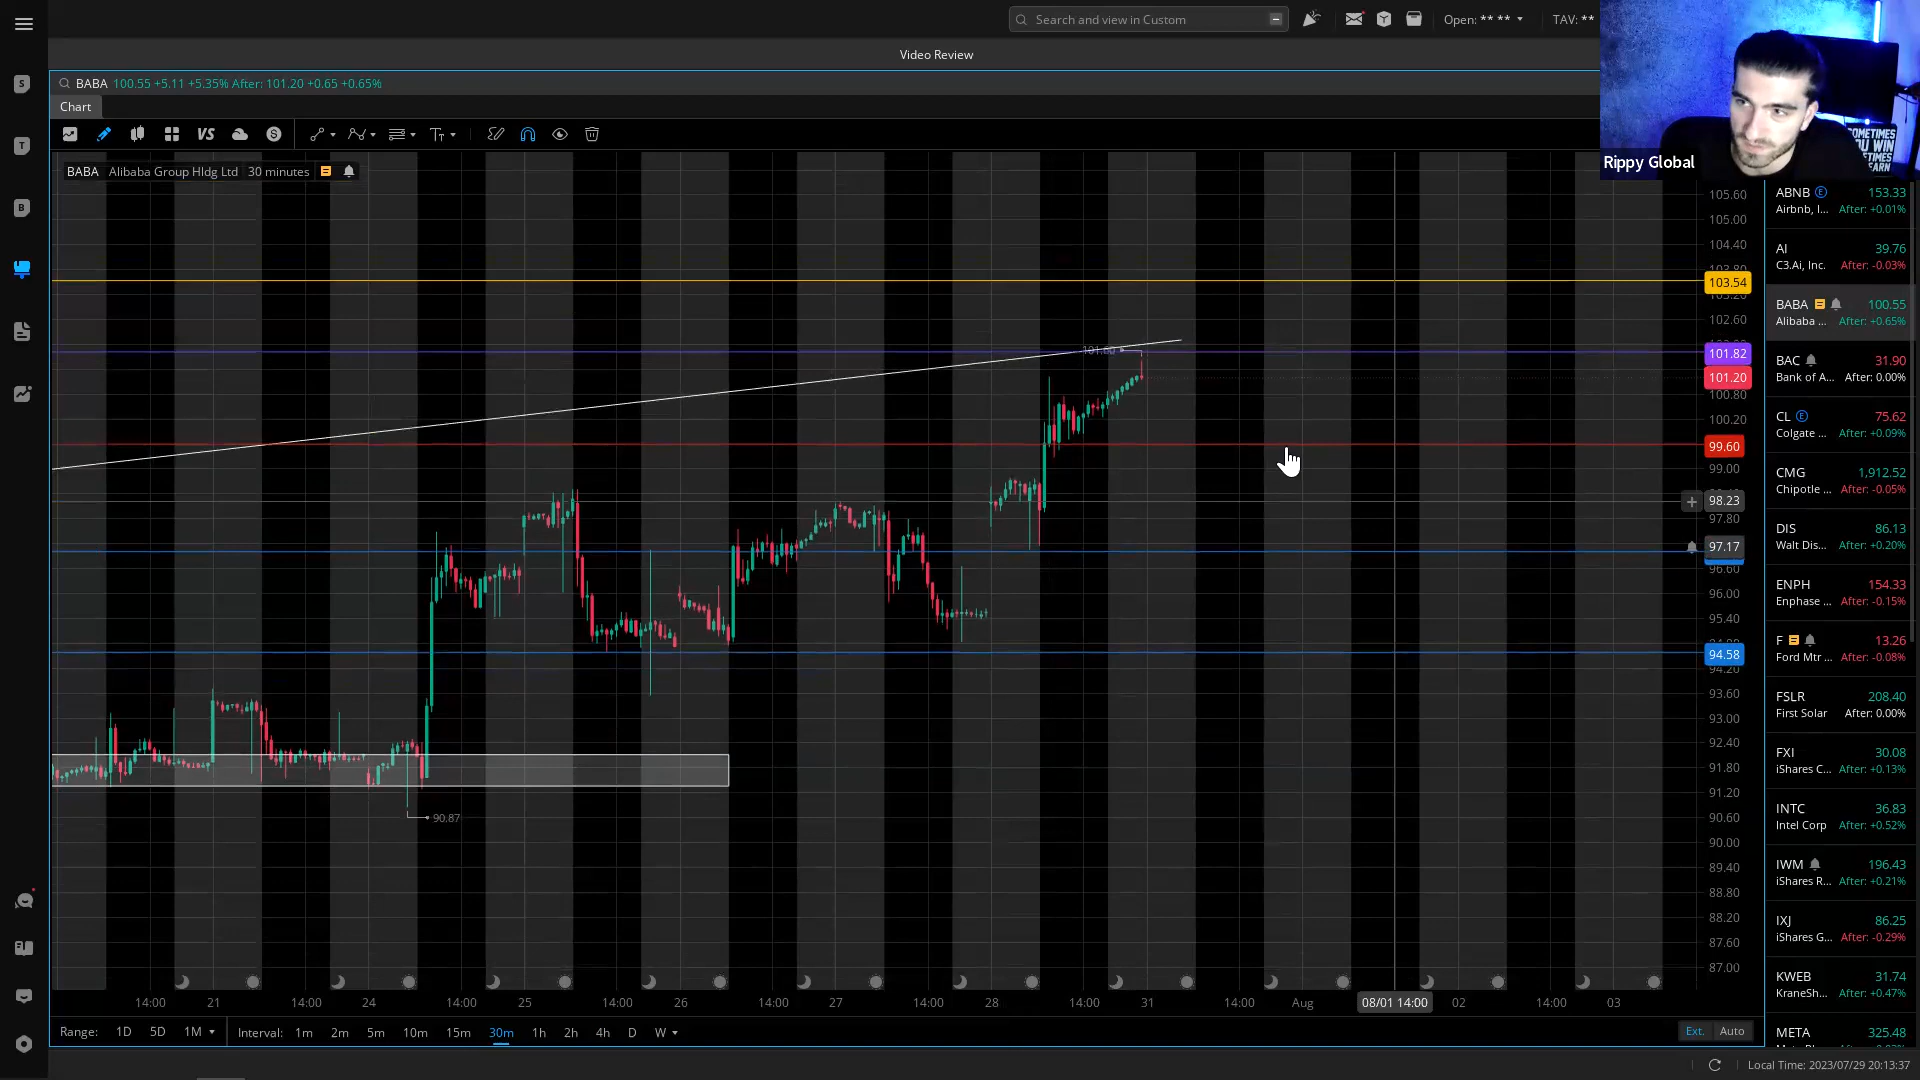 Search and view in Custom
Open: ** **
TAV: **
Video Review
BABA 100.55 +5.11 +5.35% After: 101.20 +0.65 +0.65%
Chart
VS
BABA Alibaba Group Hldg Ltd 30 minutes
Rippy Global
SOMETIMES
YOU WIN
105.60
105.00
104.40
103.54
102.60
101.60
101.82
101.20
100.80
100.20
99.60
99.00
98.23
97.80
97.17
96.60
96.00
95.40
94.58
94.20
93.60
93.00
92.40
91.80
91.20
90.87
90.60
90.00
89.40
88.80
88.20
87.60
87.00
ABNB E 153.33
Airbnb, I... After: +0.01%
AI 39.76
C3.Ai, Inc. After: -0.03%
BABA 100.55
Alibaba ... After: +0.65%
BAC 31.90
Bank of A... After: 0.00%
CL E 75.62
Colgate ... After: +0.09%
CMG 1,912.52
Chipotle ... After: -0.05%
DIS 86.13
Walt Dis... After: +0.20%
ENPH 154.33
Enphase ... After: -0.15%
F 13.26
Ford Mtr ... After: -0.08%
FSLR 208.40
First Solar After: 0.00%
FXI 30.08
iShares C... After: +0.13%
INTC 36.83
Intel Corp After: +0.52%
IWM 196.43
iShares R... After: +0.21%
IXJ 86.25
iShares G... After: -0.29%
KWEB 31.74
KraneSh... After: +0.47%
META 325.48
14:00 21 14:00 24 14:00 25 14:00 26 14:00 27 14:00 28 14:00 31 14:00 Aug 08/01 14:00 02 14:00 03
Range: 1D 5D 1M Interval: 1m 2m 5m 10m 15m 30m 1h 2h 4h D W Ext. Auto
Local Time: 2023/07/29 20:13:37